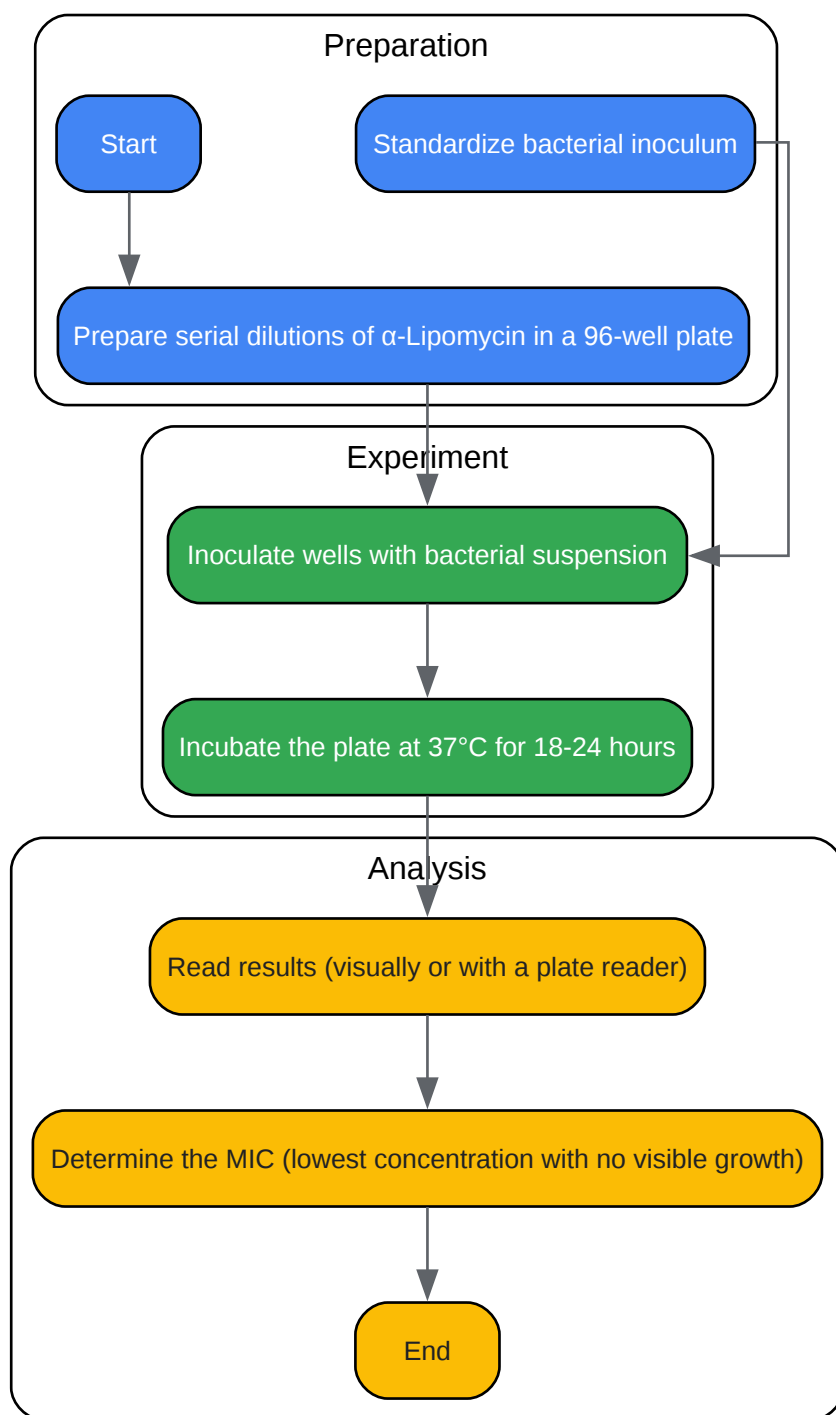 Preparation
Start
Standardize bacterial inoculum
Prepare serial dilutions of α-Lipomycin in a 96-well plate
Experiment
Inoculate wells with bacterial suspension
Incubate the plate at 37°C for 18-24 hours
Analysis
Read results (visually or with a plate reader)
Determine the MIC (lowest concentration with no visible growth)
End